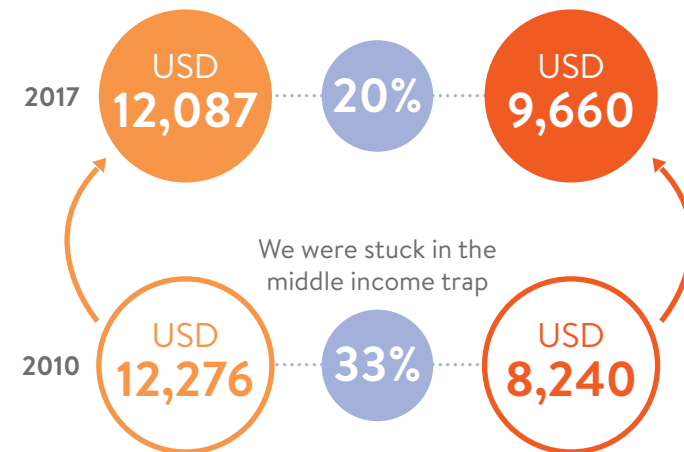 2017
USD
12,087
20%
USD
9,660
We were stuck in the
middle income trap
2010
USD
12,276
33%
USD
8,240